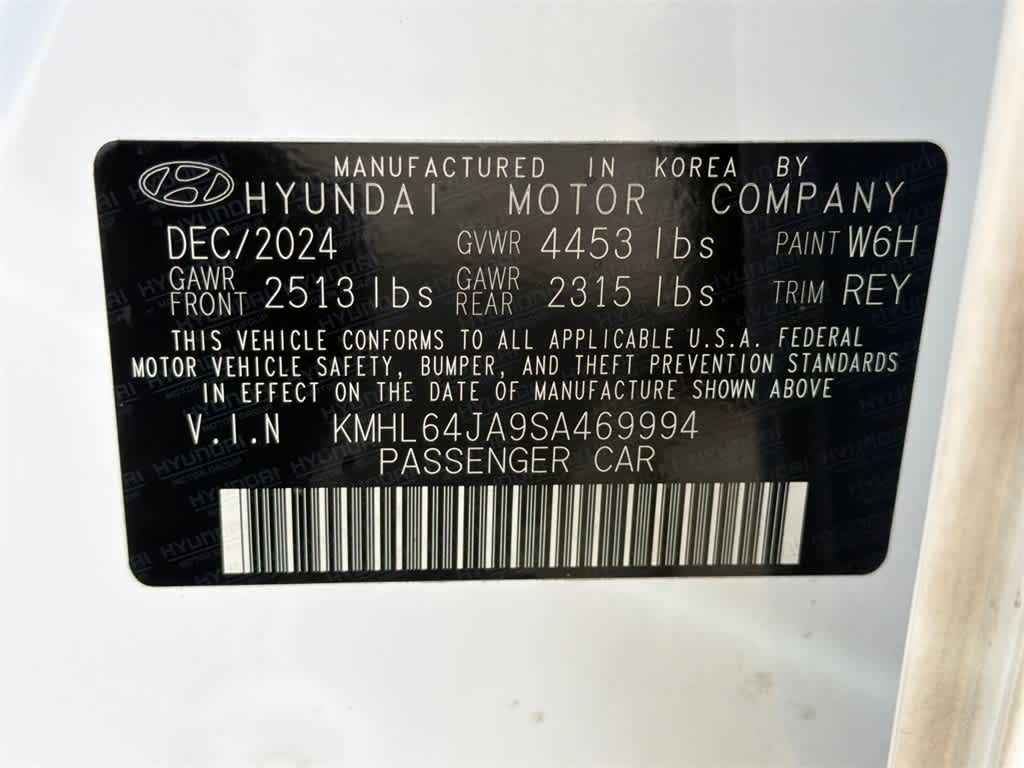 MANUFACTURED IN KOREA BY
HYUNDAI MOTOR COMPANY
DEC/2024 GVWR 4453 lbs PAINT W6H
GAWR FRONT 2513 lbs GAWR REAR 2315 lbs TRIM REY
THIS VEHICLE CONFORMS TO ALL APPLICABLE U.S.A. FEDERAL
MOTOR VEHICLE SAFETY, BUMPER, AND THEFT PREVENTION STANDARDS
IN EFFECT ON THE DATE OF MANUFACTURE SHOWN ABOVE
V.I.N KMHL64JA9SA469994
PASSENGER CAR